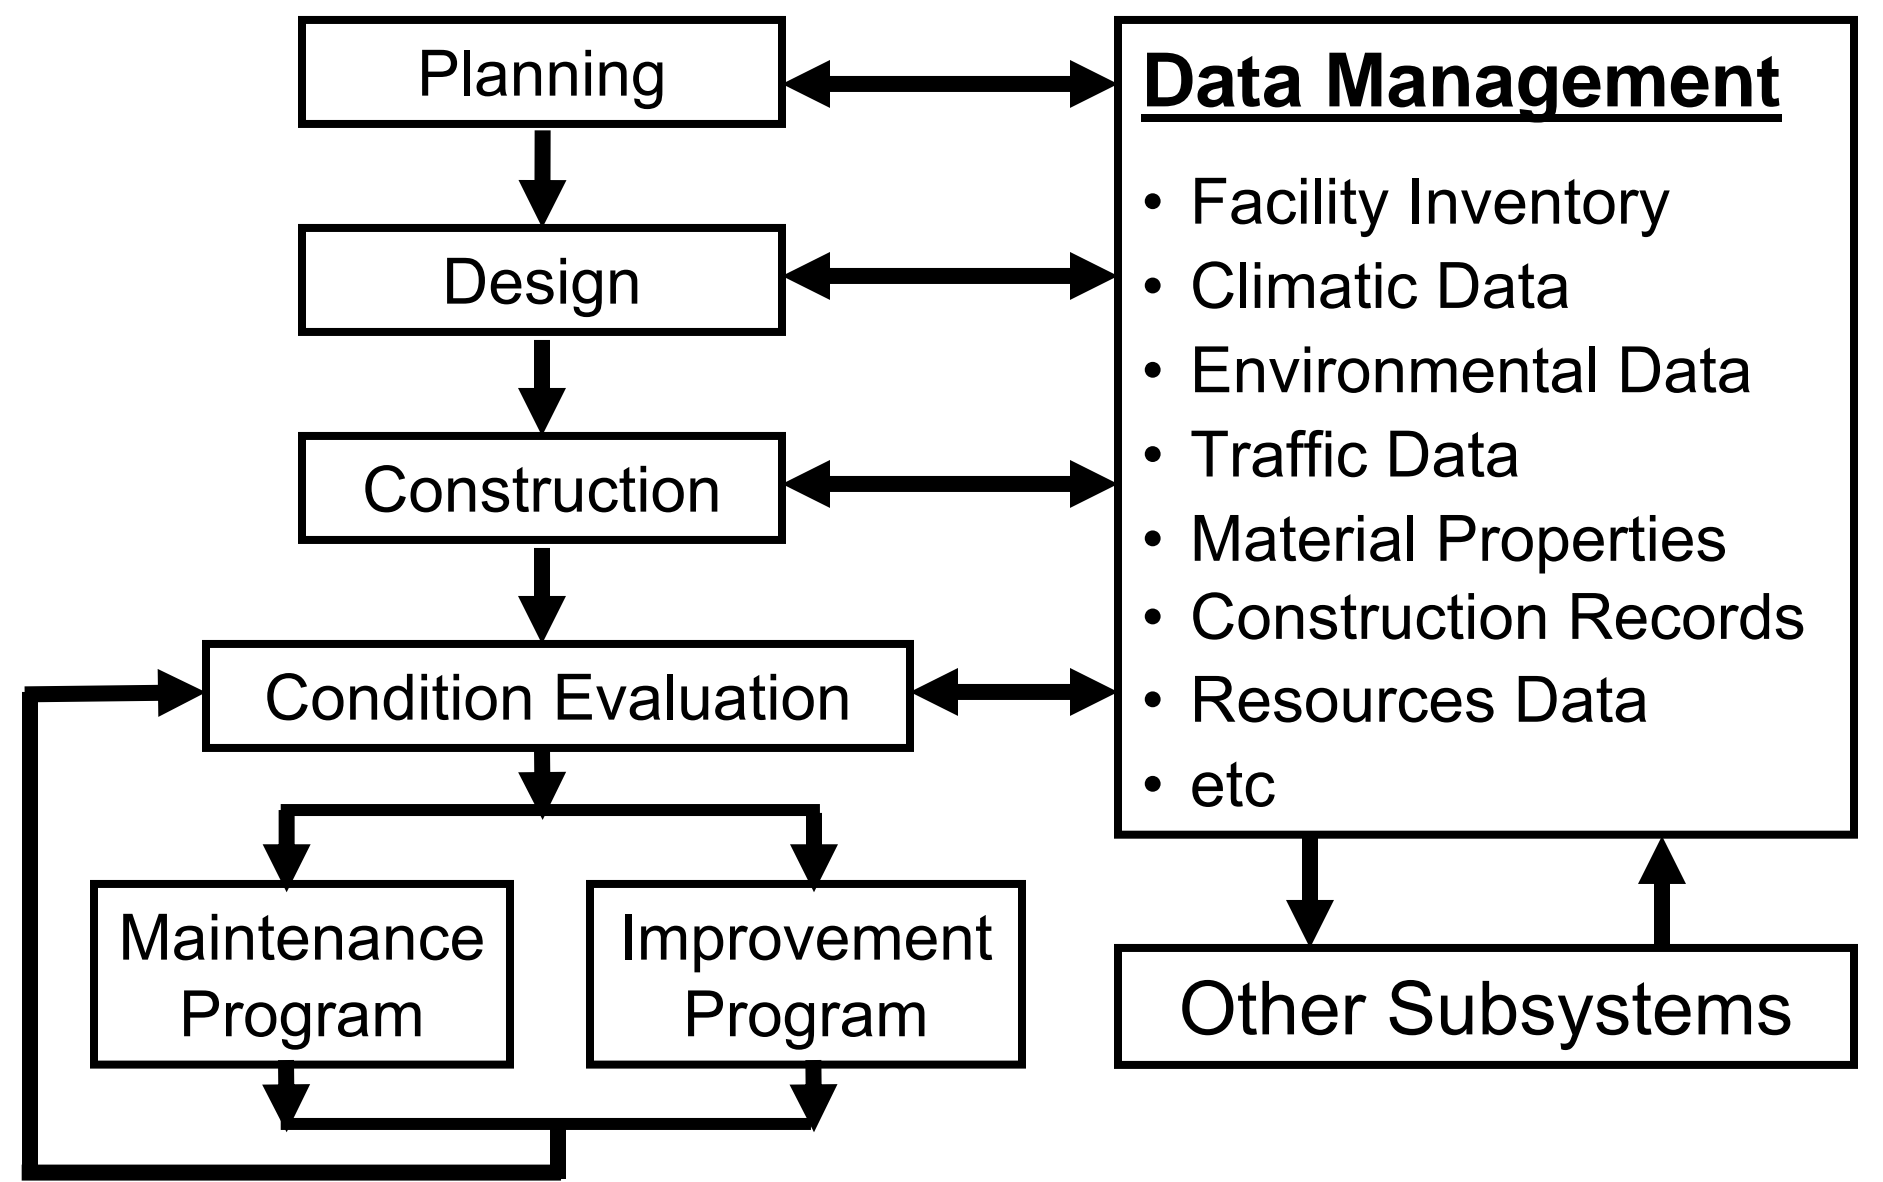 Planning
Design
Construction
Condition Evaluation
Maintenance
Program
Improvement
Program
Data Management
• Facility Inventory
• Climatic Data
• Environmental Data
• Traffic Data
• Material Properties
• Construction Records
• Resources Data
• etc
Other Subsystems